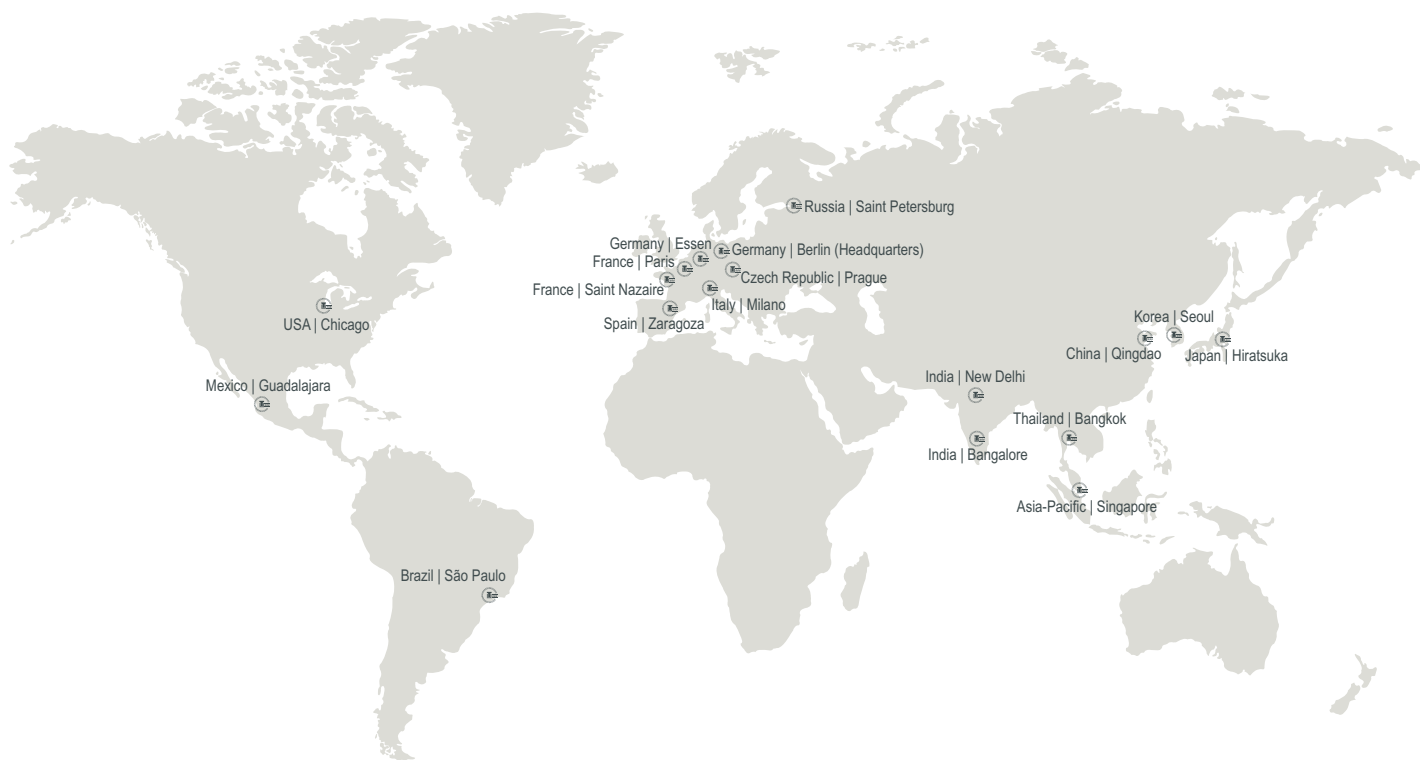 Russia | Saint Petersburg
Germany | Essen
Germany | Berlin (Headquarters)
France | Paris
Czech Republic | Prague
France | Saint Nazaire
Italy | Milano
Spain | Zaragoza
USA | Chicago
Korea | Seoul
China | Qingdao
Japan | Hiratsuka
Mexico | Guadalajara
India | New Delhi
Thailand | Bangkok
India | Bangalore
Asia-Pacific | Singapore
Brazil | São Paulo